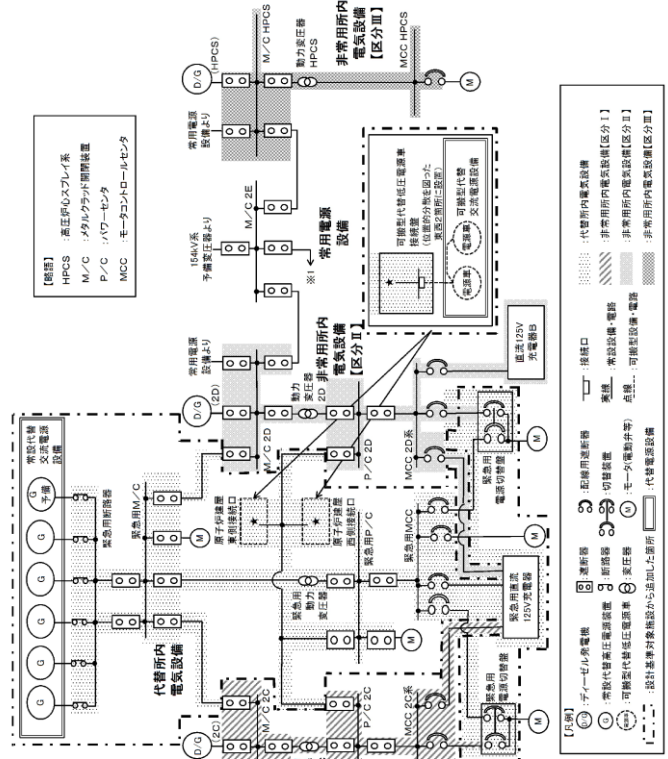 【略語】
HPCS :高圧炉心スプレイ系
M/C :メタルクラッド開閉装置
P/C :パワーセンタ
MCC :モータコントロールセンタ
常設代替
交流電源
設備
G
G
G
G
G
G
予備
緊急用断路器
緊急用M/C
代替所内
電気設備
M
緊急用
動力
変圧器
緊急用P/C
M
原子炉建屋
東側接続口
原子炉建屋
西側接続口
緊急用MCC
M
緊急用直流
125V充電器
D/G
(2C)
M/C 2C
P/C 2C
MCC 2C系
緊急用
電源切替盤
M
D/G
(2D)
常用電源
設備より
M/C 2D
動力
変圧器
2D
非常用所内
電気設備
【区分Ⅱ】
P/C 2D
MCC 2D系
緊急用
電源切替盤
M
直流125V
充電器B
154kV系
予備変圧器より
M/C 2E
※1
常用電源
設備
可搬型代替低圧電源車
接続盤
(位置的分散を図った
東西2箇所に設置)
可搬型代替
交流電源設備
電源車
電源車
常用電源
設備より
D/G
(HPCS)
M/C HPCS
動力変圧器
HPCS
非常用所内
電気設備
【区分Ⅲ】
MCC HPCS
M
【凡例】
D/G :ディーゼル発電機
G :常設代替高圧電源装置
電源車 :可搬型代替低圧電源車
:設計基準対象施設から追加した箇所
:遮断器
:断路器
:変圧器
:代替電源設備
:配線用遮断器
:切替装置
M :モータ(電動弁等)
:接続口
実線 :常設設備・電路
点線 :可搬型設備・電路
:代替所内電気設備
:非常用所内電気設備【区分Ⅰ】
:非常用所内電気設備【区分Ⅱ】
:非常用所内電気設備【区分Ⅲ】